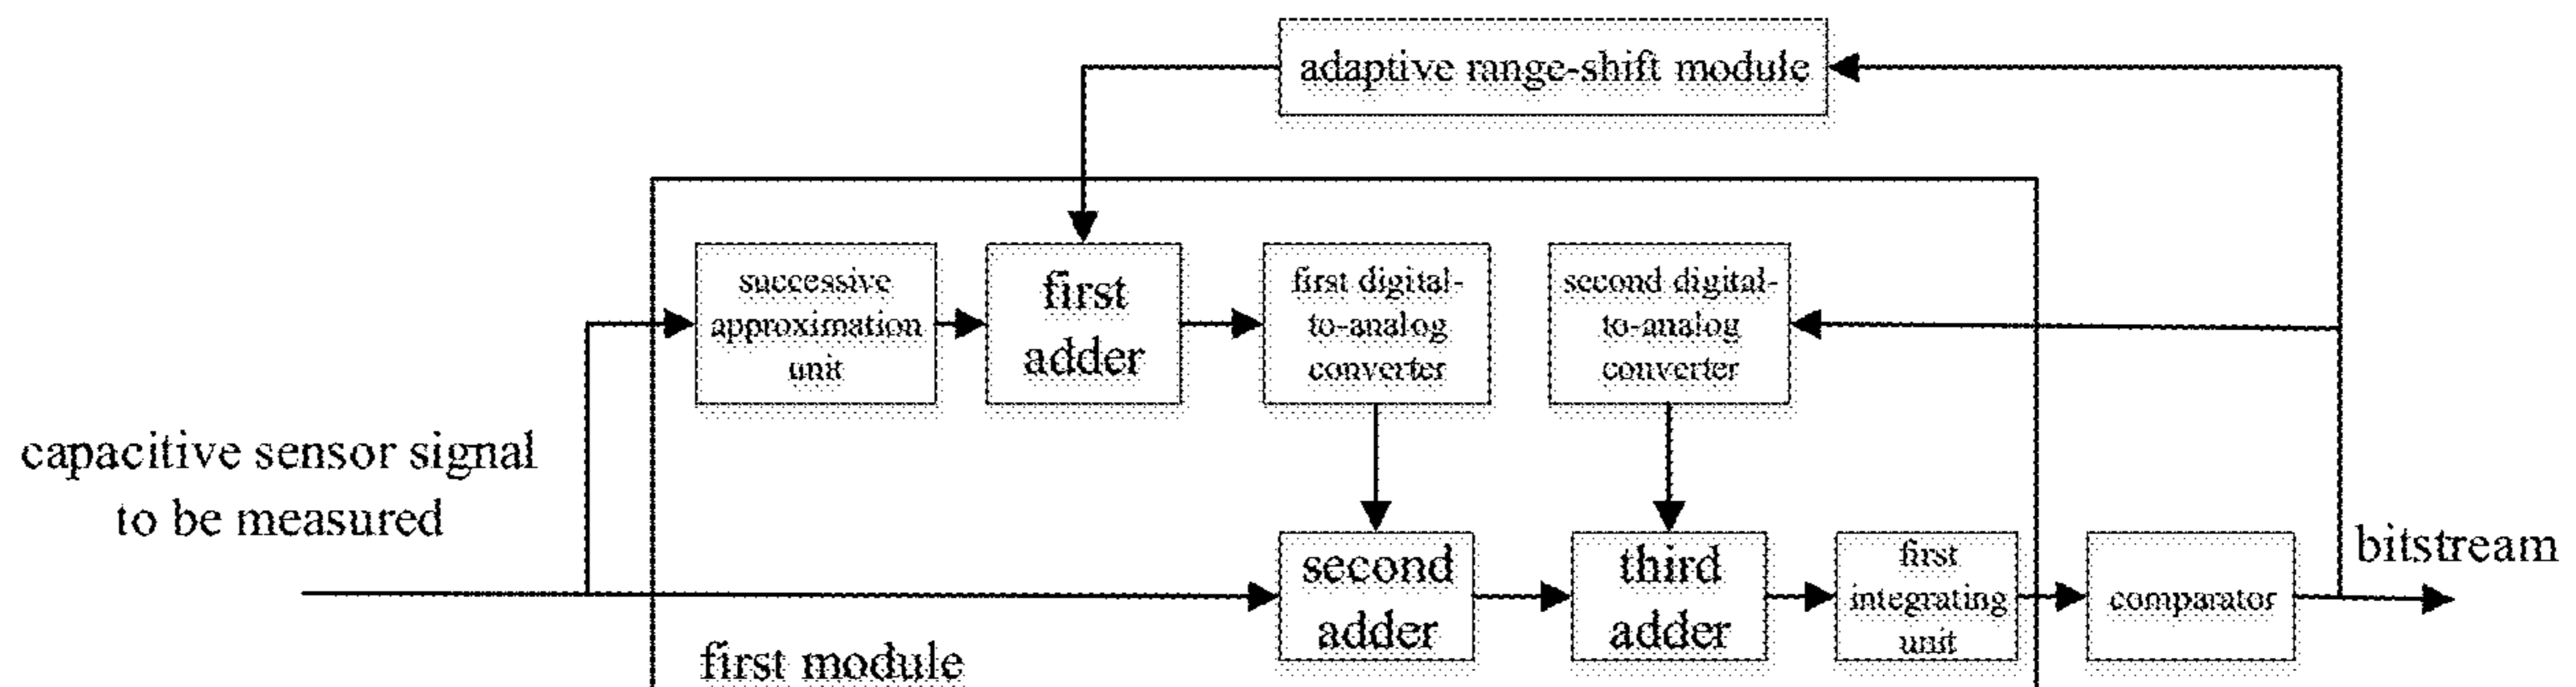 adaptive range-shift module
successive
approximation
unit
first
adder
first digital-
to-analog
converter
second digital-
to-analog
converter
capacitive sensor signal
to be measured
second
adder
third
adder
first
integrating
unit
comparator
bitstream
first module